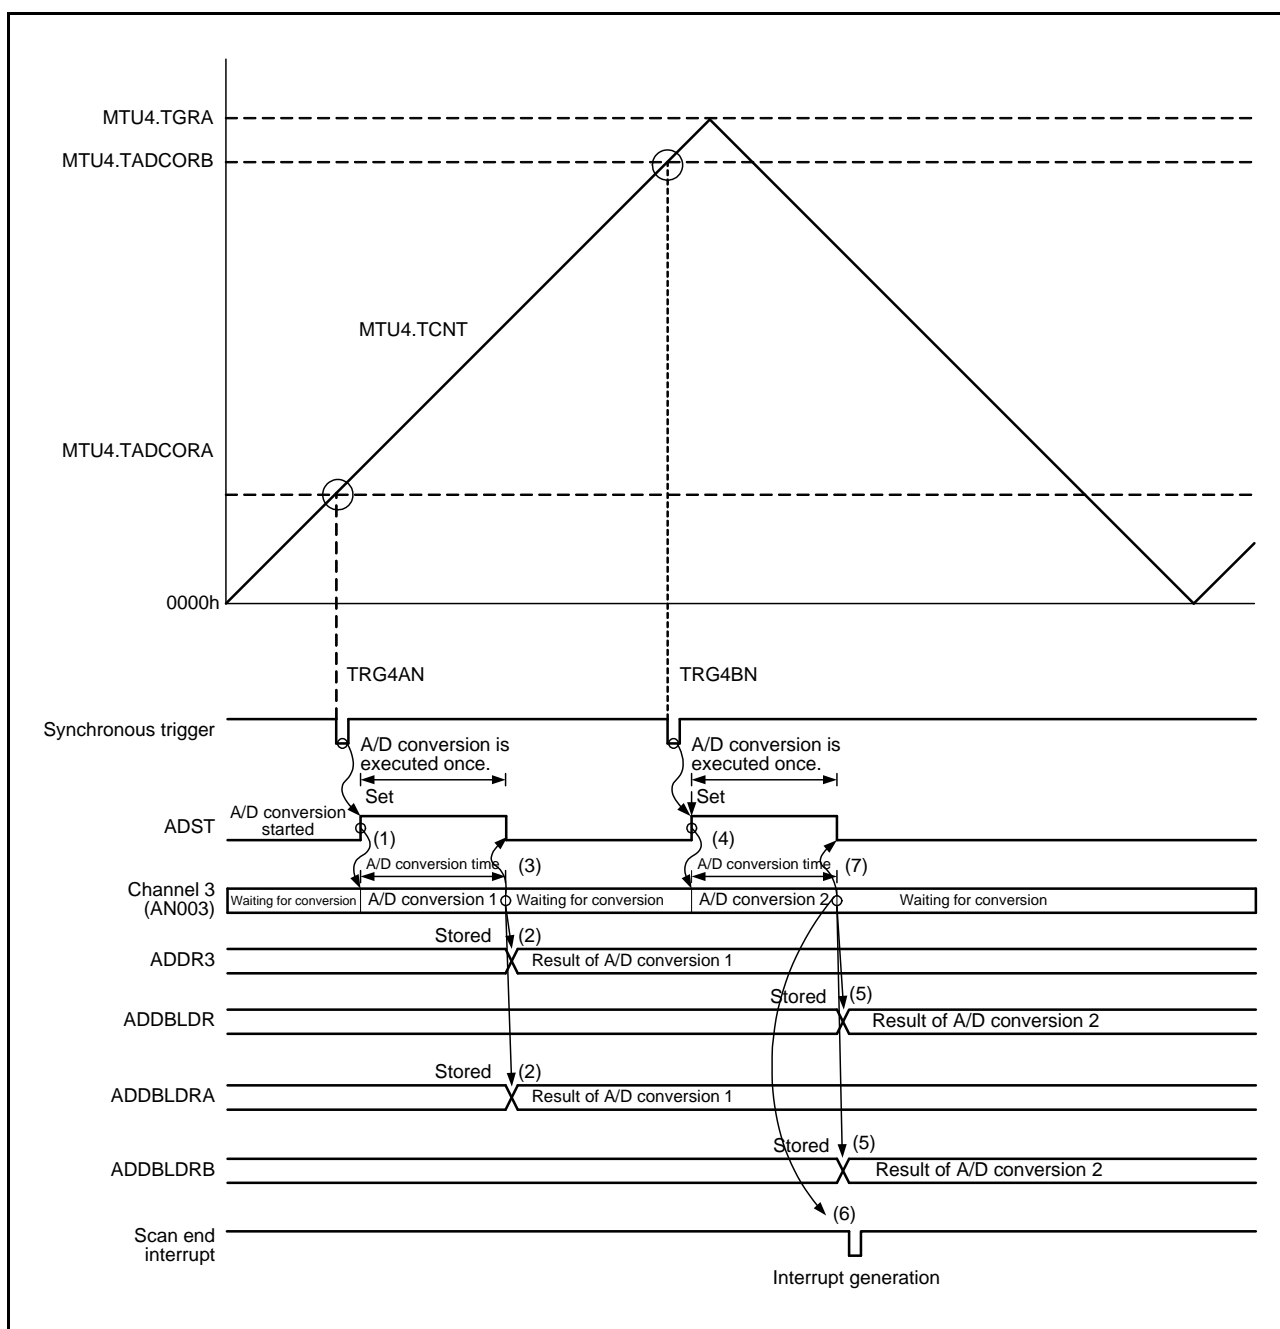 MTU4.TGRA
MTU4.TADCORB
MTU4.TCNT
MTU4.TADCORA
0000h
TRG4AN
TRG4BN
Synchronous trigger
A/D conversion is
executed once.
A/D conversion is
executed once.
Set
Set
A/D conversion
started
ADST
(1)
(4)
A/D conversion time
(3)
A/D conversion time
(7)
Channel 3
(AN003)
Waiting for conversion
A/D conversion 1
Waiting for conversion
A/D conversion 2
Waiting for conversion
Stored
(2)
ADDR3
Result of A/D conversion 1
Stored
(5)
ADDBLDR
Result of A/D conversion 2
Stored
(2)
ADDBLDRA
Result of A/D conversion 1
Stored
(5)
ADDBLDRB
Result of A/D conversion 2
(6)
Scan end
interrupt
Interrupt generation